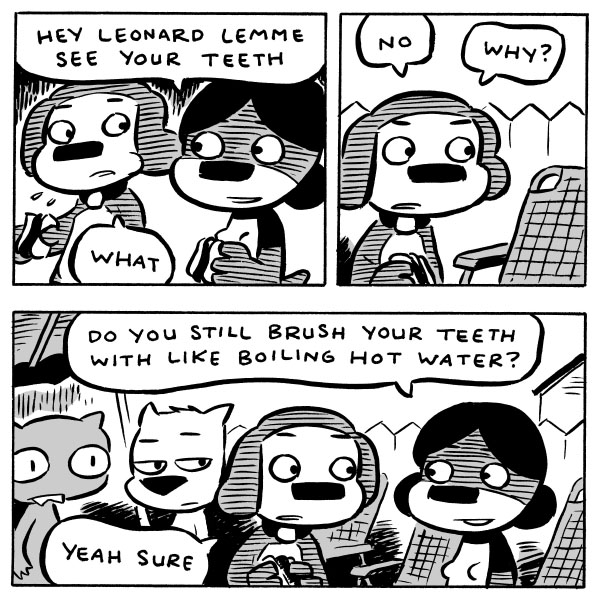 HEY LEONARD LEMME
SEE YOUR TEETH
WHAT
NO
WHY?
DO YOU STILL BRUSH YOUR TEETH
WITH LIKE BOILING HOT WATER?
YEAH SURE